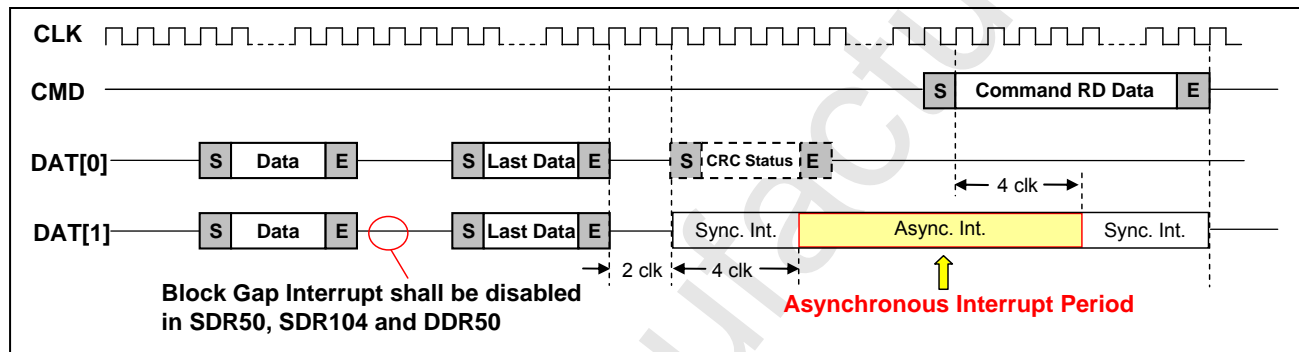 CLK
CMD
S Command RD Data E
DAT[0]
S Data E
S Last Data E
S CRC Status E
4 clk
DAT[1]
S Data E
S Last Data E
Sync. Int.
Async. Int.
Sync. Int.
2 clk
4 clk
Block Gap Interrupt shall be disabled
in SDR50, SDR104 and DDR50
Asynchronous Interrupt Period